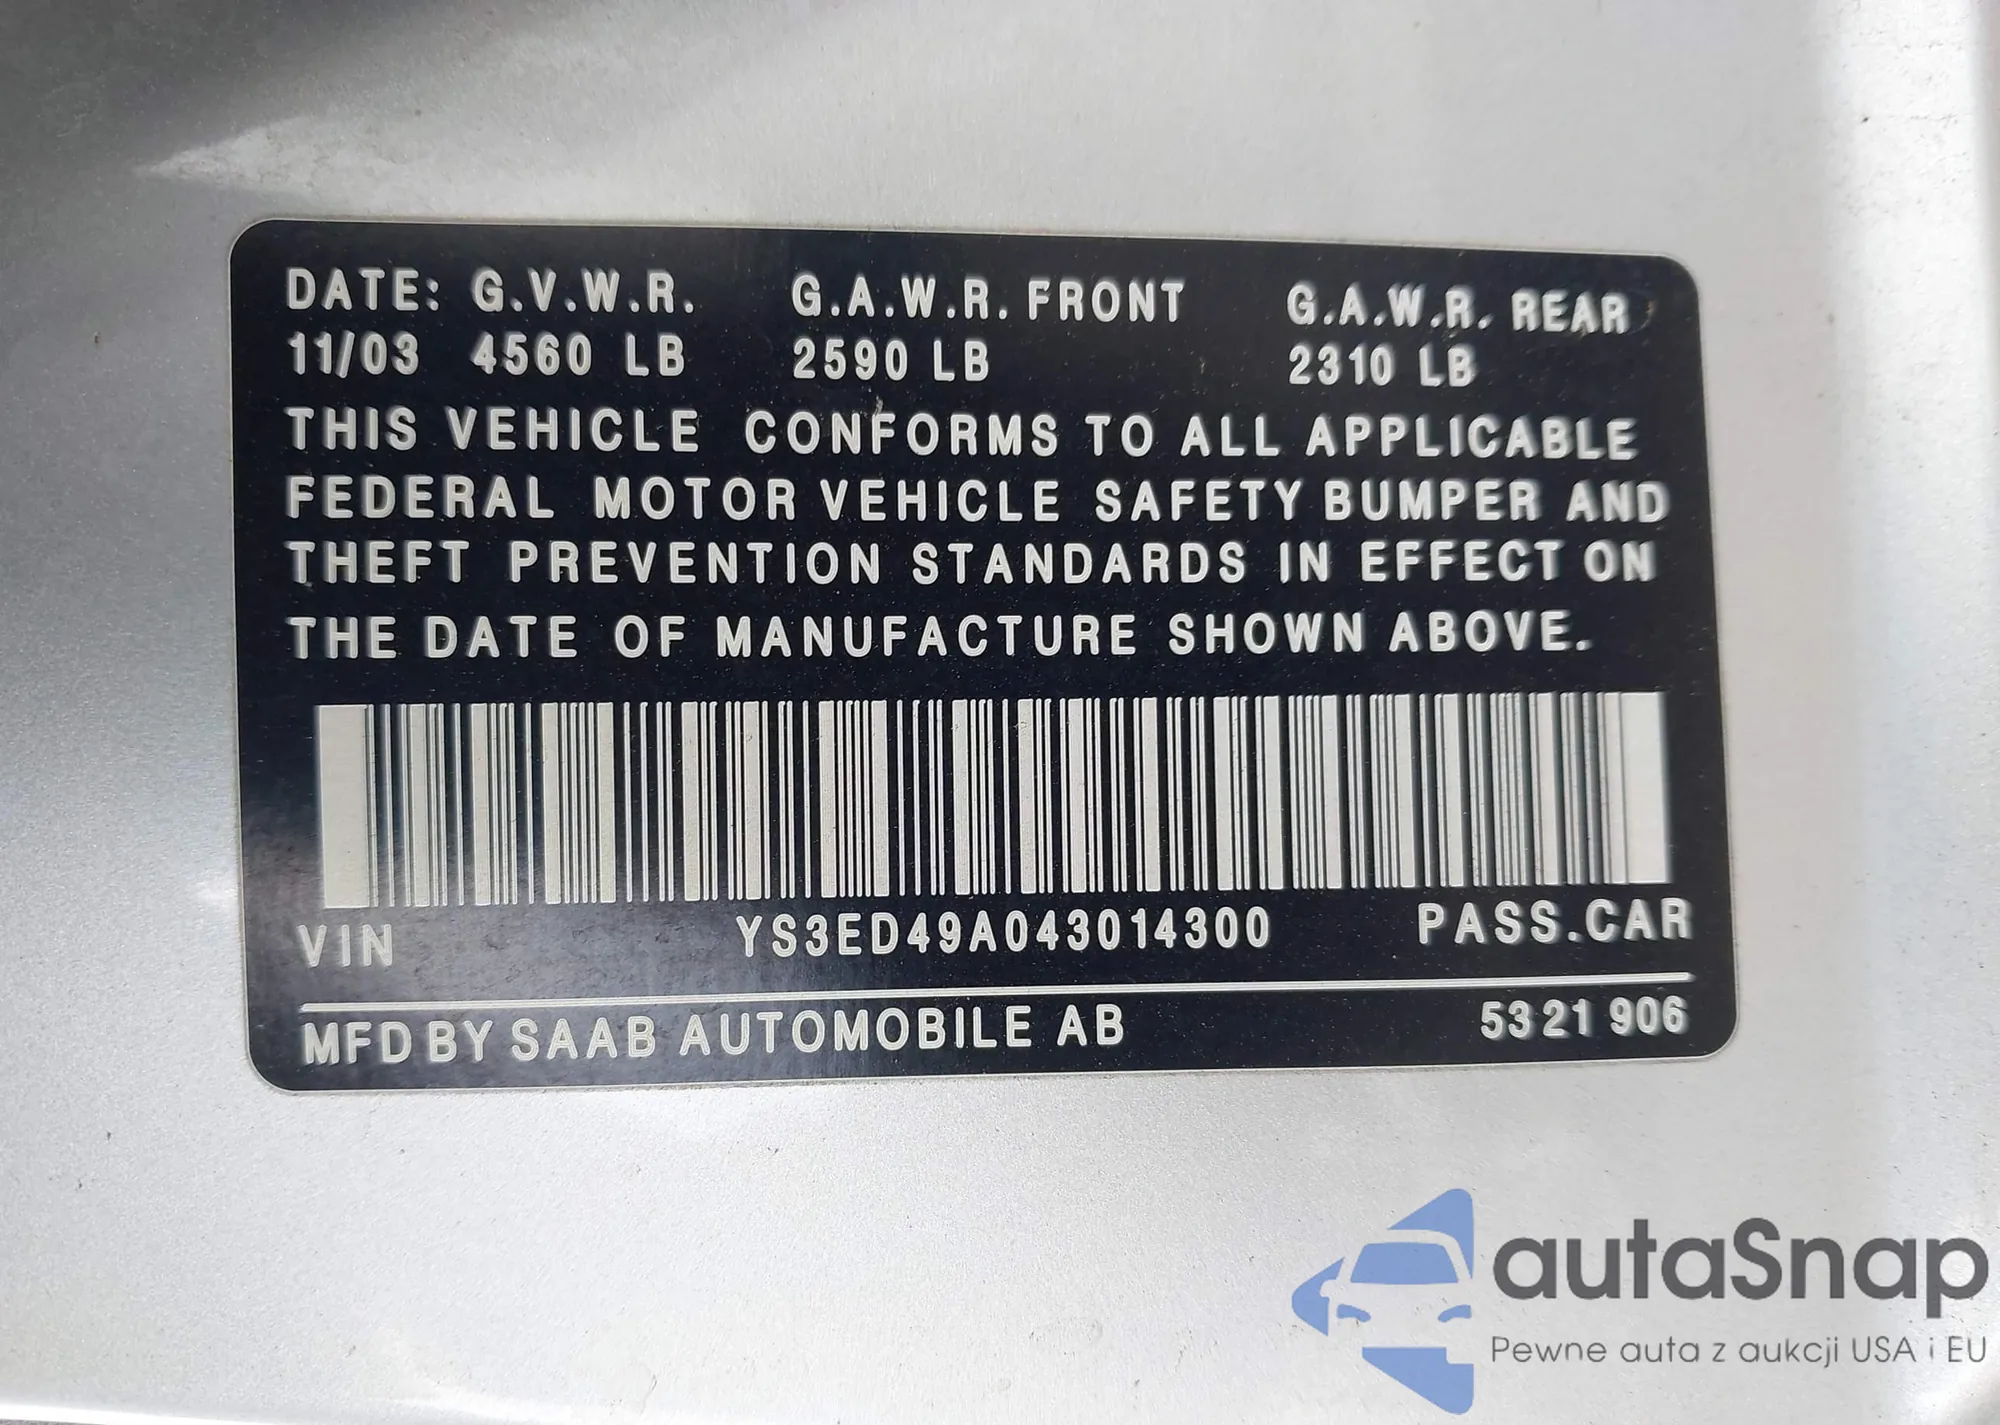 DATE: G.V.W.R. G.A.W.R. FRONT G.A.W.R. REAR
11/03 4560 LB 2590 LB 2310 LB
THIS VEHICLE CONFORMS TO ALL APPLICABLE
FEDERAL MOTOR VEHICLE SAFETY BUMPER AND
THEFT PREVENTION STANDARDS IN EFFECT ON
THE DATE OF MANUFACTURE SHOWN ABOVE.
VIN YS3ED49A043014300 PASS.CAR
MFD BY SAAB AUTOMOBILE AB 53 21 906
autaSnap
Pewne auta z aukcji USA i EU